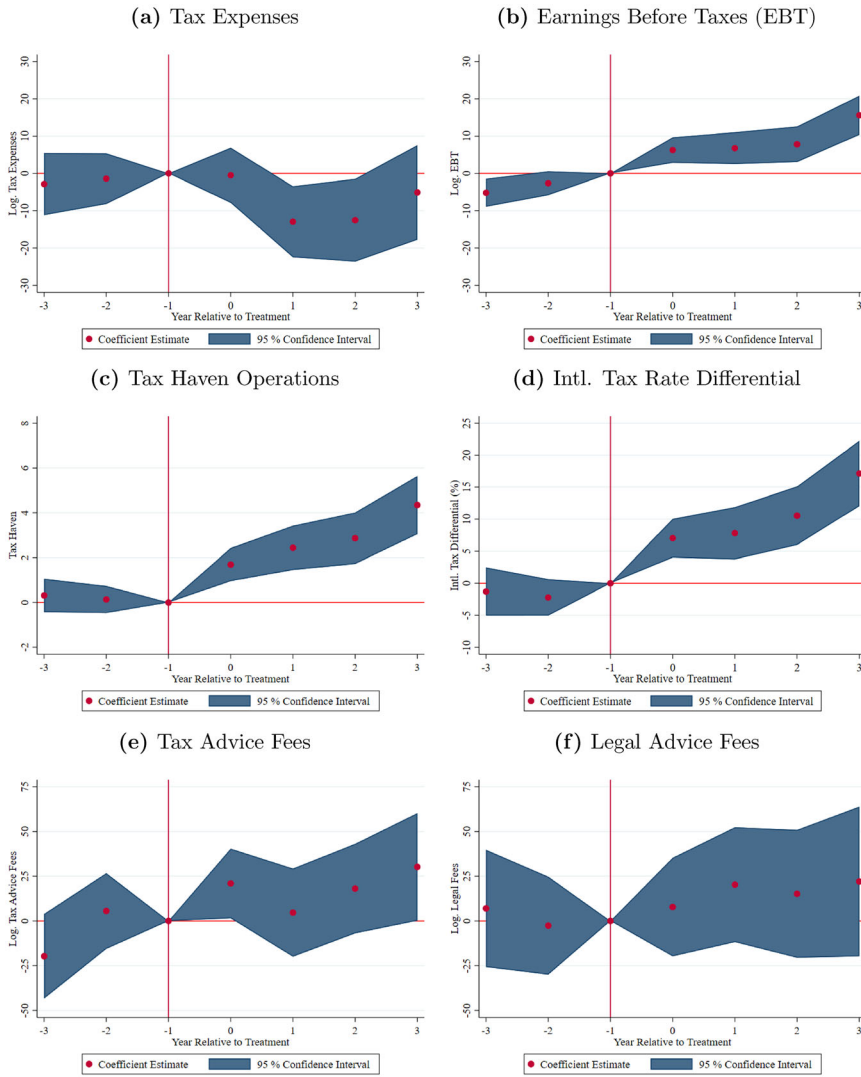 (a) Tax Expenses
(b) Earnings Before Taxes (EBT)
Log. Tax Expenses
30
20
10
0
-10
-20
-30
-3 -2 -1 0 1 2 3
Year Relative to Treatment
Coefficient Estimate 95 % Confidence Interval
Log. EBT
30
20
10
0
-10
-20
-30
-3 -2 -1 0 1 2 3
Year Relative to Treatment
Coefficient Estimate 95 % Confidence Interval
(c) Tax Haven Operations
(d) Intl. Tax Rate Differential
Tax Haven
8
6
4
2
0
-2
-3 -2 -1 0 1 2 3
Year Relative to Treatment
Coefficient Estimate 95 % Confidence Interval
Intl. Tax Differential (%)
25
20
15
10
5
0
-5
-10
-3 -2 -1 0 1 2 3
Year Relative to Treatment
Coefficient Estimate 95 % Confidence Interval
(e) Tax Advice Fees
(f) Legal Advice Fees
Log. Tax Advice Fees
75
50
25
0
-25
-50
-3 -2 -1 0 1 2 3
Year Relative to Treatment
Coefficient Estimate 95 % Confidence Interval
Log. Legal Fees
75
50
25
0
-25
-50
-3 -2 -1 0 1 2 3
Year Relative to Treatment
Coefficient Estimate 95 % Confidence Interval